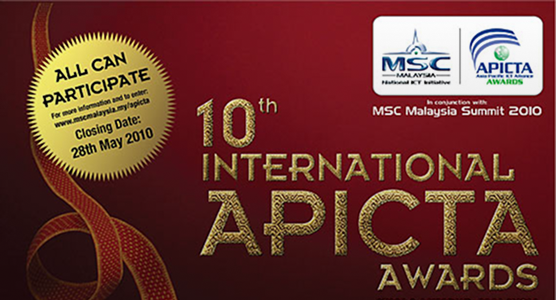 ALL CAN
PARTICIPATE
For more information and to enter:
www.mscmalaysia.my/apicta
Closing Date:
28th May 2010
MSC
MALAYSIA
National ICT Initiative
APICTA
Asia Pacific ICT Alliance
AWARDS
In conjunction with
MSC Malaysia Summit 2010
10th
INTERNATIONAL
APICTA
AWARDS